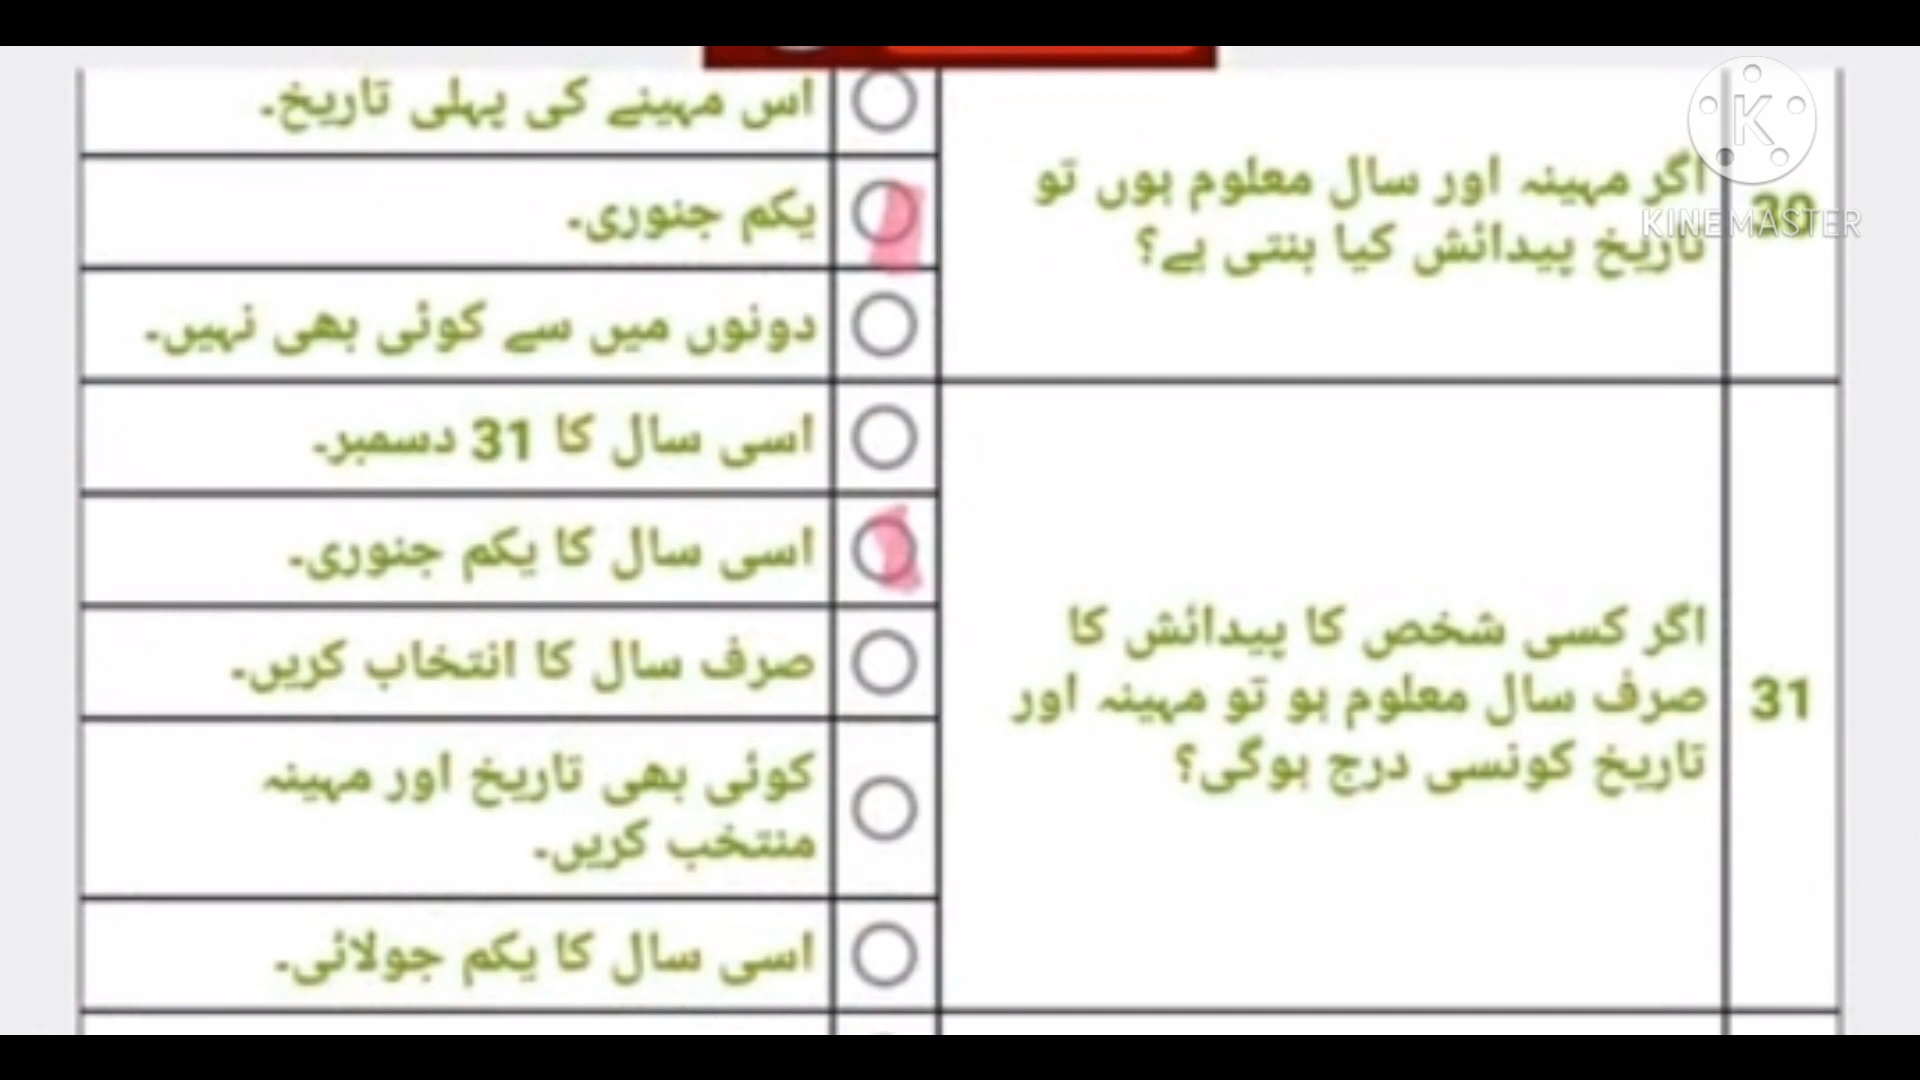 30
اگر مہینہ اور سال معلوم ہوں تو
تاریخ پیدائش کیا بنتی ہے؟
اس مہینے کی پہلی تاریخ۔
یکم جنوری۔
دونوں میں سے کوئی بھی نہیں۔
31
اگر کسی شخص کا پیدائش کا
صرف سال معلوم ہو تو مہینہ اور
تاریخ کونسی درج ہوگی؟
اسی سال کا 31 دسمبر۔
اسی سال کا یکم جنوری۔
صرف سال کا انتخاب کریں۔
کوئی بھی تاریخ اور مہینہ
منتخب کریں۔
اسی سال کا یکم جولائی۔
K
KINEMASTER